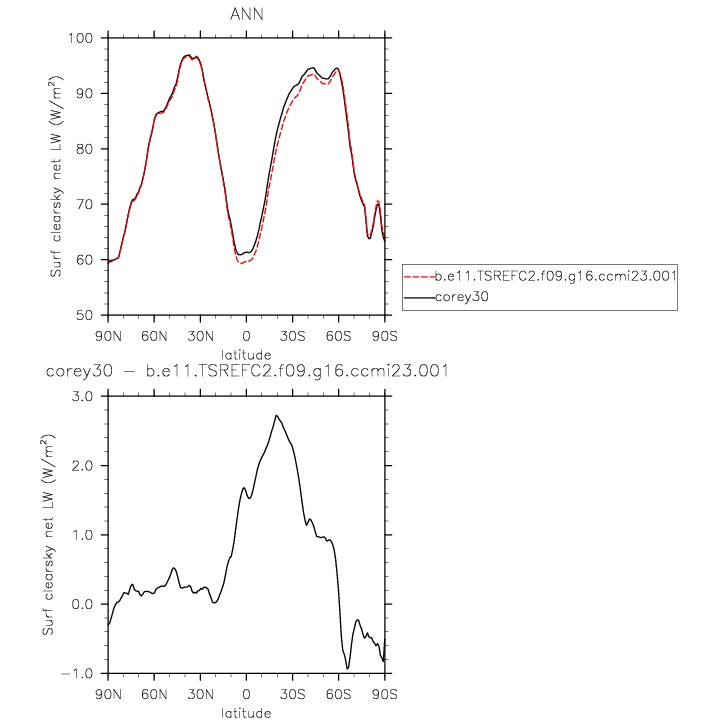 ANN
Surf clearsky net LW (W/m²)
100
90
80
70
60
50
90N 60N 30N 0 30S 60S 90S
latitude
b.e11.TSREFC2.f09.g16.ccmi23.001
corey30
corey30 − b.e11.TSREFC2.f09.g16.ccmi23.001
Surf clearsky net LW (W/m²)
3.0
2.0
1.0
0.0
−1.0
90N 60N 30N 0 30S 60S 90S
latitude